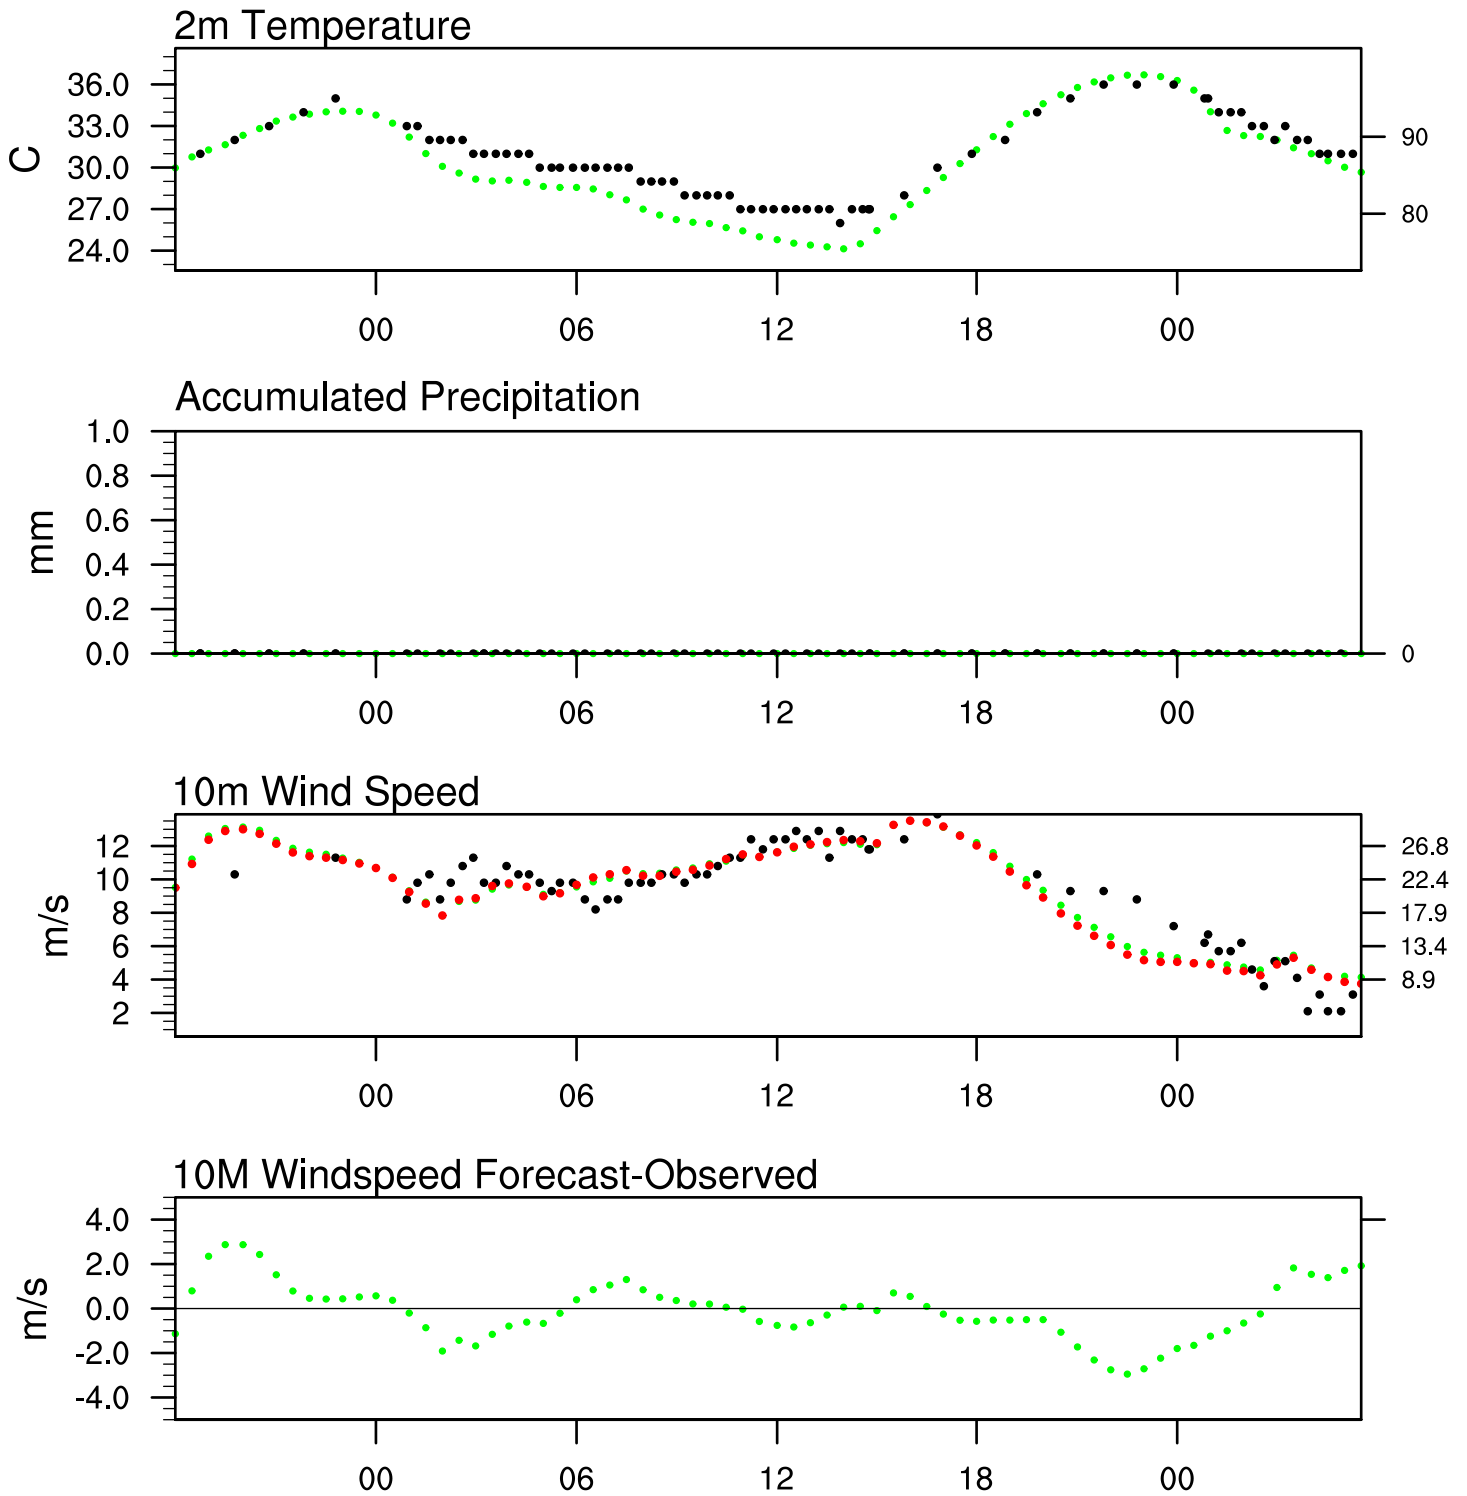 2m Temperature
36.0
33.0
90
30.0
C
27.0
80
24.0
00 06 12 18 00
Accumulated Precipitation
1.0
0.8
0.6
mm
0.4
0.2
0.0 0
00 06 12 18 00
10m Wind Speed
12 26.8
10 22.4
8 17.9
m/s
6 13.4
4 8.9
2
00 06 12 18 00
10M Windspeed Forecast-Observed
4.0
2.0
0.0
m/s
-2.0
-4.0
00 06 12 18 00